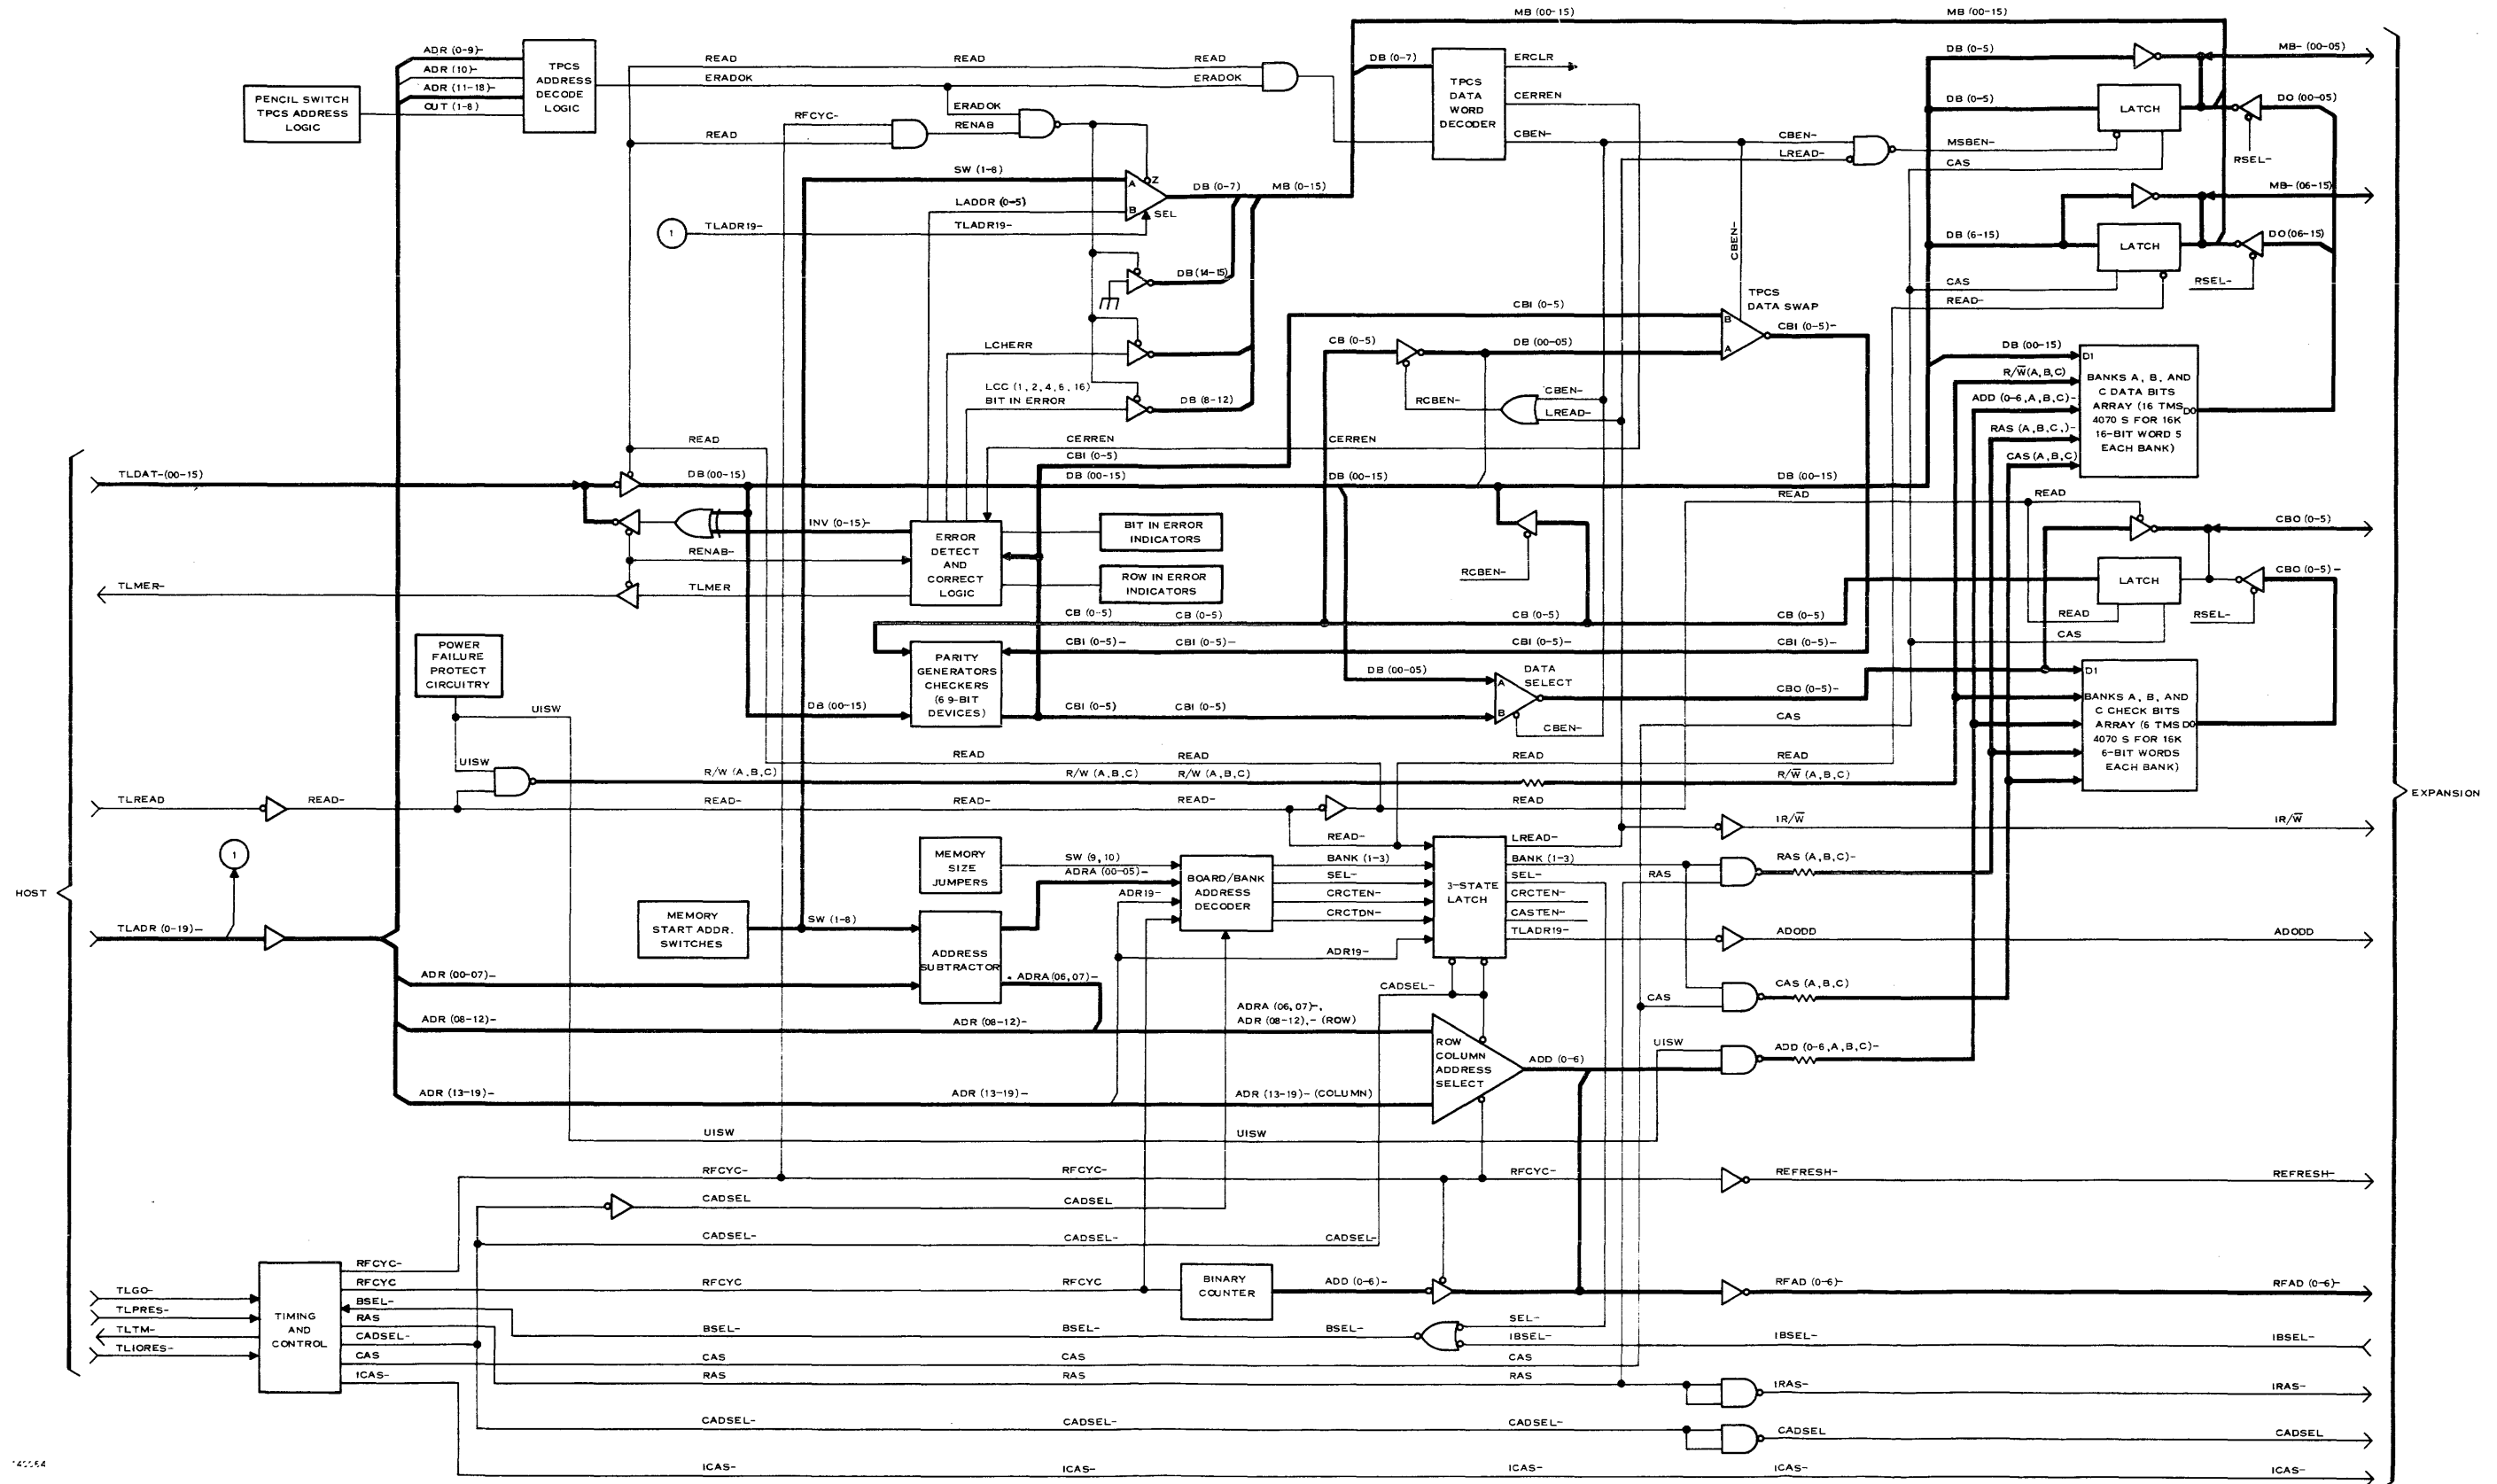 MB (00-15)
MB (00-15)
ADR (0-9)-
ADR (10)-
ADR (11-18)-
OUT (1-8)
PENCIL SWITCH
TPCS ADDRESS
LOGIC
TPCS
ADDRESS
DECODE
LOGIC
READ
READ
READ
ERADOK
ERADOK
ERADOK
RFCYC-
RENAB
READ
DB (0-7)
TPCS
DATA
WORD
DECODER
ERCLR
CERREN
CBEN-
CBEN-
LREAD-
MSBEN-
DB (0-5)
MB- (00-05)
DB (0-5)
LATCH
DO (00-05)
RSEL-
CAS
MB- (06-15)
DB (6-15)
LATCH
DO (06-15)
RSEL-
CAS
READ-
SW (1-8)
A
Z
B
SEL
DB (0-7)
MB (0-15)
LADDR (0-5)
1
TLADR19-
TLADR19-
DB (14-15)
LCHERR
LCC (1, 2, 4, 6, 16)
BIT IN ERROR
DB (8-12)
CBEN-
TPCS
DATA SWAP
CBI (0-5)
B
A
CBI (0-5)-
CB (0-5)
DB (00-05)
CBEN-
RCBEN-
LREAD-
DB (00-15)
R/W̅(A,B,C)
ADD (0-6,A,B,C)-
RAS (A,B,C,)-
CAS (A,B,C)
D1
BANKS A, B, AND
C DATA BITS
ARRAY (16 TMS
4070 S FOR 16K
16-BIT WORD S
EACH BANK)
DO
READ
CERREN
CERREN
CBI (0-5)
TLDAT-(00-15)
DB (00-15)
DB (00-15)
DB (00-15)
DB (00-15)
READ
READ
INV (0-15)-
RENAB-
ERROR
DETECT
AND
CORRECT
LOGIC
BIT IN ERROR
INDICATORS
ROW IN ERROR
INDICATORS
RCBEN-
CBO (0-5)
LATCH
CBO (0-5)-
READ
RSEL-
CAS
TLMER-
TLMER
CB (0-5)
CB (0-5)
CB (0-5)
CB (0-5)
POWER
FAILURE
PROTECT
CIRCUITRY
PARITY
GENERATORS
CHECKERS
(6 9-BIT
DEVICES)
CBI (0-5)-
CBI (0-5)-
CBI (0-5)-
CBI (0-5)-
DB (00-05)
DATA
SELECT
A
B
CBO (0-5)-
CBEN-
UISW
DB (00-15)
CBI (0-5)
CBI (0-5)
CAS
D1
BANKS A, B, AND
C CHECK BITS
ARRAY (6 TMS
4070 S FOR 16K
6-BIT WORDS
EACH BANK)
DO
UISW
READ
READ
READ
READ
R/W (A,B,C)
R/W (A,B,C)
R/W (A,B,C)
R/W̅ (A,B,C)
TLREAD
READ-
READ-
READ-
READ-
READ
EXPANSION
HOST
1
MEMORY
SIZE
JUMPERS
SW (9, 10)
ADRA (00-05)-
ADR19-
BOARD/BANK
ADDRESS
DECODER
READ-
BANK (1-3)
SEL-
CRCTEN-
CRCTDN-
3-STATE
LATCH
LREAD-
BANK (1-3)
SEL-
CRCTEN-
CASTEN-
TLADR19-
IR/W̅
IR/W̅
RAS
RAS (A,B,C)-
ADODD
ADODD
MEMORY
START ADDR.
SWITCHES
SW (1-8)
ADDRESS
SUBTRACTOR
ADR19-
TLADR (0-19)-
ADR (00-07)-
ADRA (06,07)-
CADSEL-
CAS
CAS (A,B,C)
ADR (08-12)-
ADR (08-12)-
ADRA (06,07)-,
ADR (08-12),- (ROW)
ROW
COLUMN
ADDRESS
SELECT
ADD (0-6)
UISW
ADD (0-6,A,B,C)-
ADR (13-19)-
ADR (13-19)-
ADR (13-19)- (COLUMN)
UISW
UISW
RFCYC-
RFCYC-
RFCYC-
REFRESH-
REFRESH-
CADSEL
CADSEL
CADSEL-
CADSEL-
CADSEL-
TLGO-
TLPRES-
TLTM-
TLIORES-
TIMING
AND
CONTROL
RFCYC-
RFCYC
BSEL-
RAS
CADSEL-
CAS
ICAS-
RFCYC
RFCYC
BINARY
COUNTER
ADD (0-6)-
RFAD (0-6)-
RFAD (0-6)-
BSEL-
BSEL-
BSEL-
SEL-
IBSEL-
IBSEL-
IBSEL-
CAS
CAS
CAS
RAS
RAS
RAS
IRAS-
IRAS-
CADSEL-
CADSEL-
CADSEL-
CADSEL
CADSEL
ICAS-
ICAS-
ICAS-
ICAS-
ICAS-